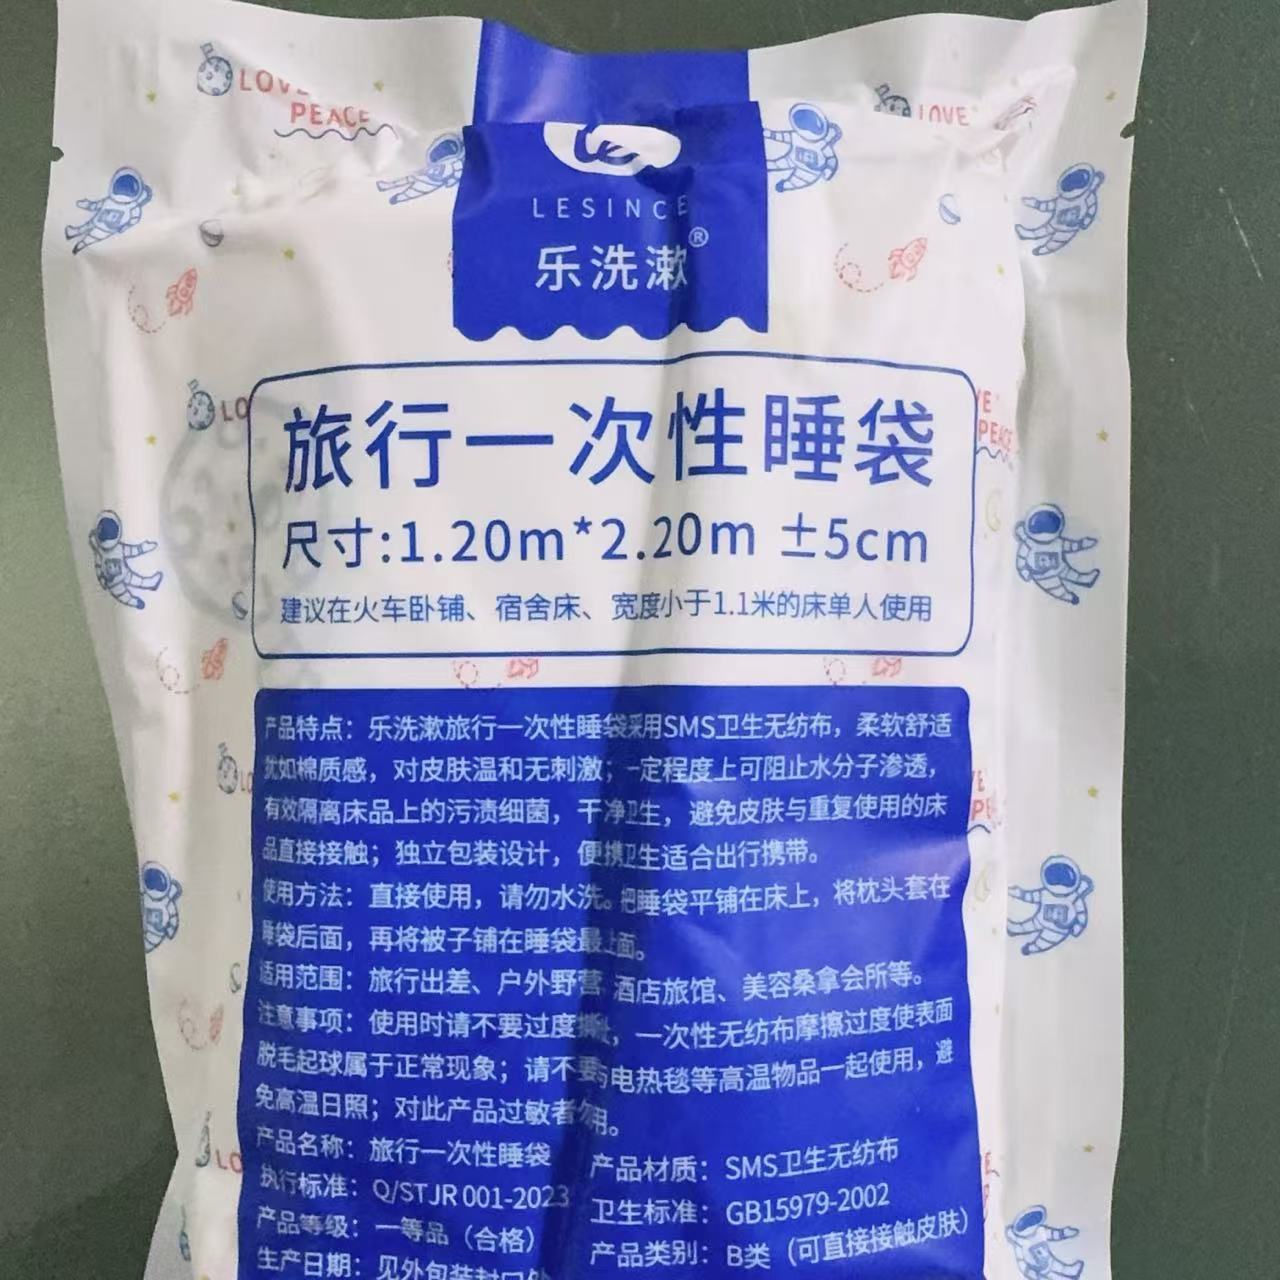 LOVE
PEACE
LOVE
LESINCE
乐洗漱®
旅行一次性睡袋
尺寸:1.20m*2.20m ±5cm
建议在火车卧铺、宿舍床、宽度小于1.1米的床单人使用
PEACE
产品特点：乐洗漱旅行一次性睡袋采用SMS卫生无纺布，柔软舒适
犹如棉质感，对皮肤温和无刺激；一定程度上可阻止水分子渗透，
有效隔离床品上的污渍细菌，干净卫生，避免皮肤与重复使用的床
品直接接触；独立包装设计，便携卫生适合出行携带。
使用方法：直接使用，请勿水洗。把睡袋平铺在床上，将枕头套在
睡袋后面，再将被子铺在睡袋最上面。
适用范围：旅行出差、户外野营、酒店旅馆、美容桑拿会所等。
注意事项：使用时请不要过度撕扯，一次性无纺布摩擦过度使表面
脱毛起球属于正常现象；请不要与电热毯等高温物品一起使用，避
免高温日照；对此产品过敏者勿用。
产品名称：旅行一次性睡袋 产品材质：SMS卫生无纺布
执行标准：Q/STJR 001-2023 卫生标准：GB15979-2002
产品等级：一等品（合格） 产品类别：B类（可直接接触皮肤）
生产日期：见外包装封口处